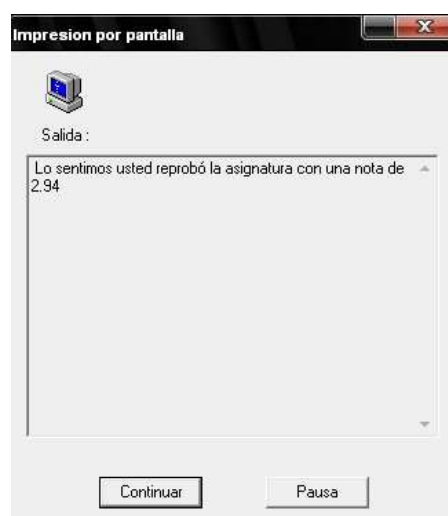 Impresion por pantalla
Salida :
Lo sentimos usted reprobó la asignatura con una nota de
2.94
Continuar
Pausa